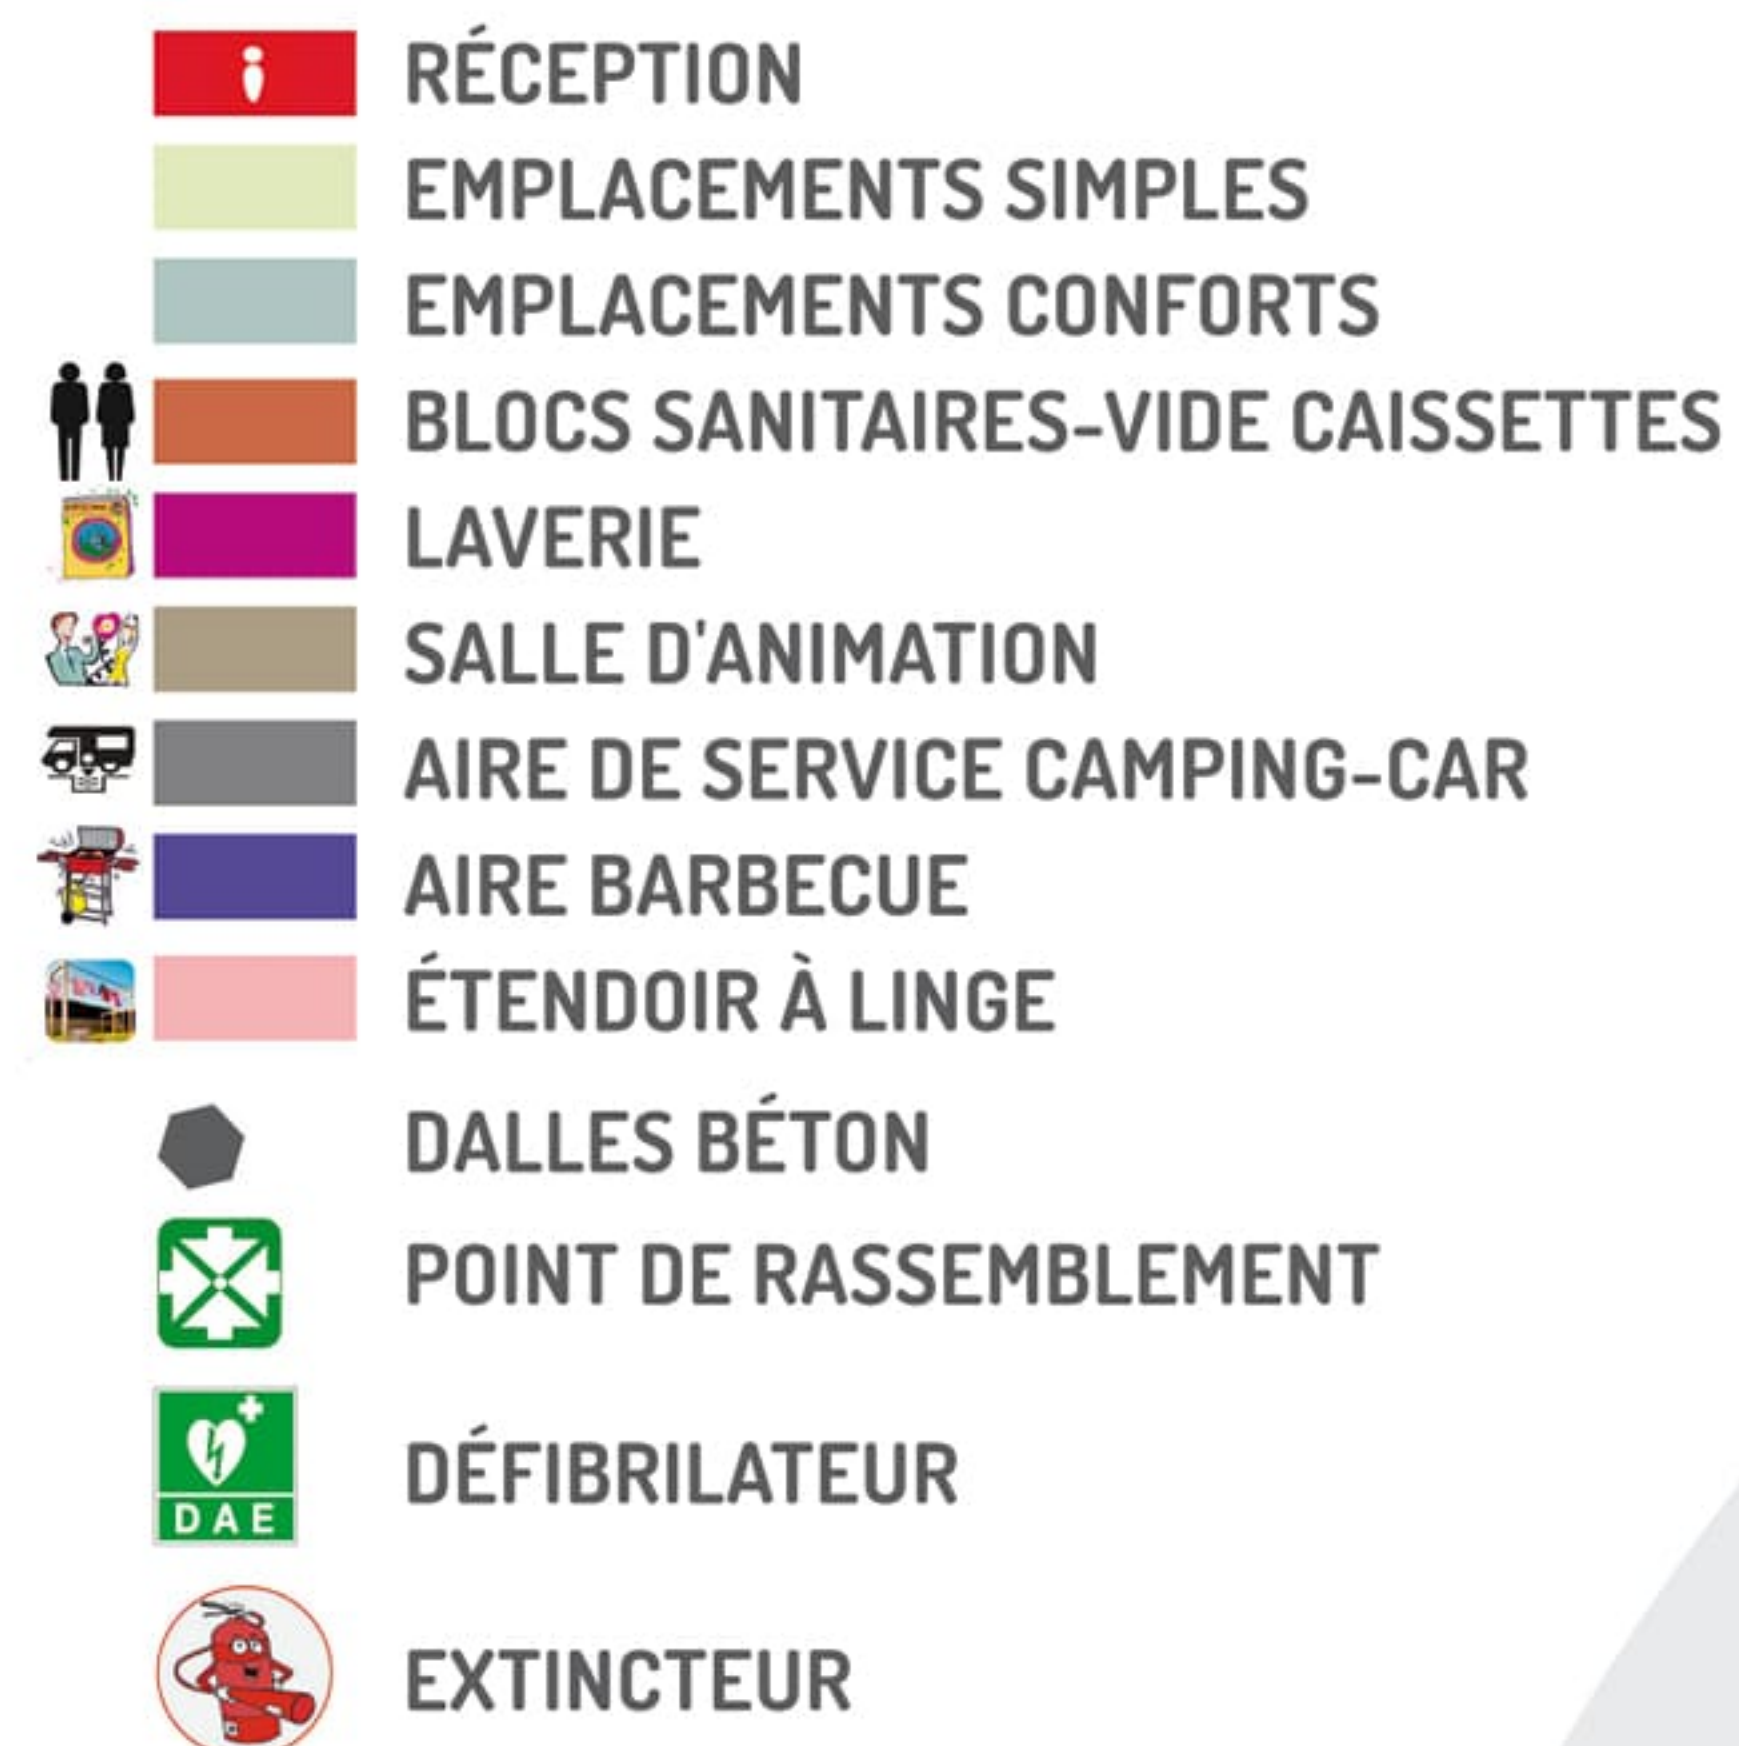 RÉCEPTION
EMPLACEMENTS SIMPLES
EMPLACEMENTS CONFORTS
BLOCS SANITAIRES-VIDE CAISSETTES
LAVERIE
SALLE D'ANIMATION
AIRE DE SERVICE CAMPING-CAR
AIRE BARBECUE
ÉTENDOIR À LINGE
DALLES BÉTON
POINT DE RASSEMBLEMENT
DÉFIBRILATEUR
DAE
EXTINCTEUR